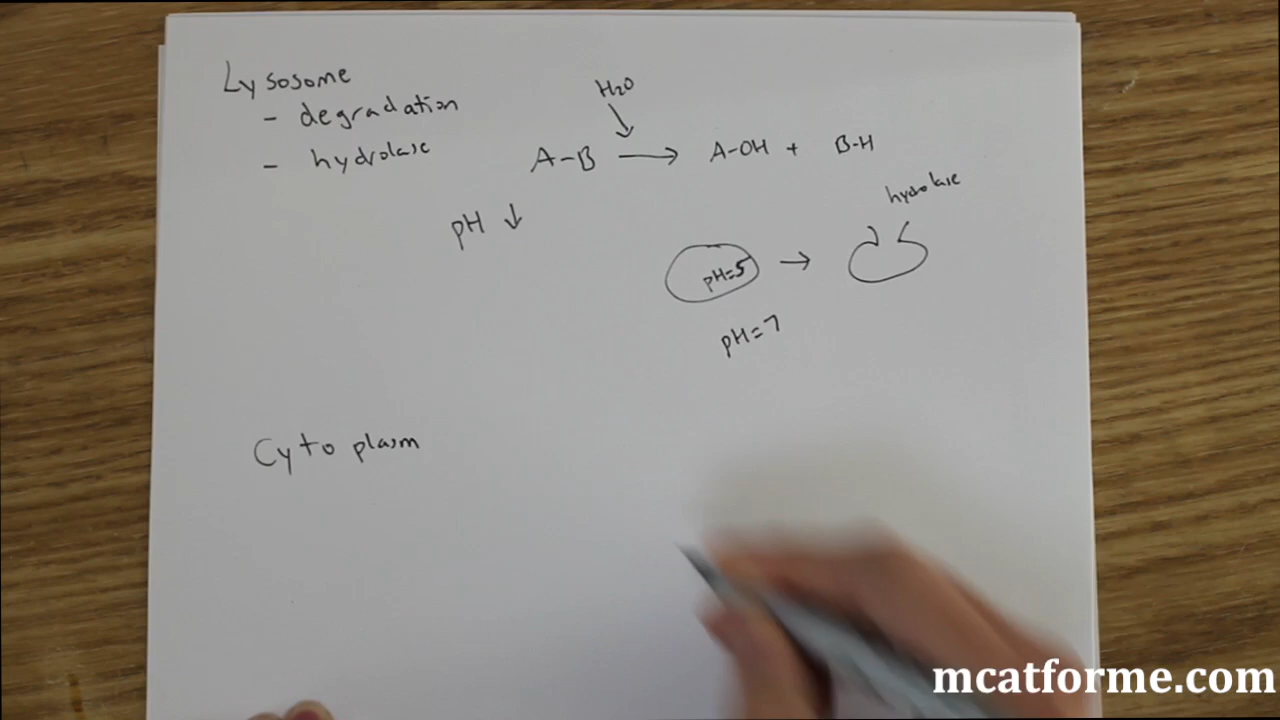 Lysosome
- degradation
- hydrolase
H₂O
A-B → A-OH + B-H
pH ↓
hydrolase
pH=5 →
pH=7
Cytoplasm
mcatforme.com